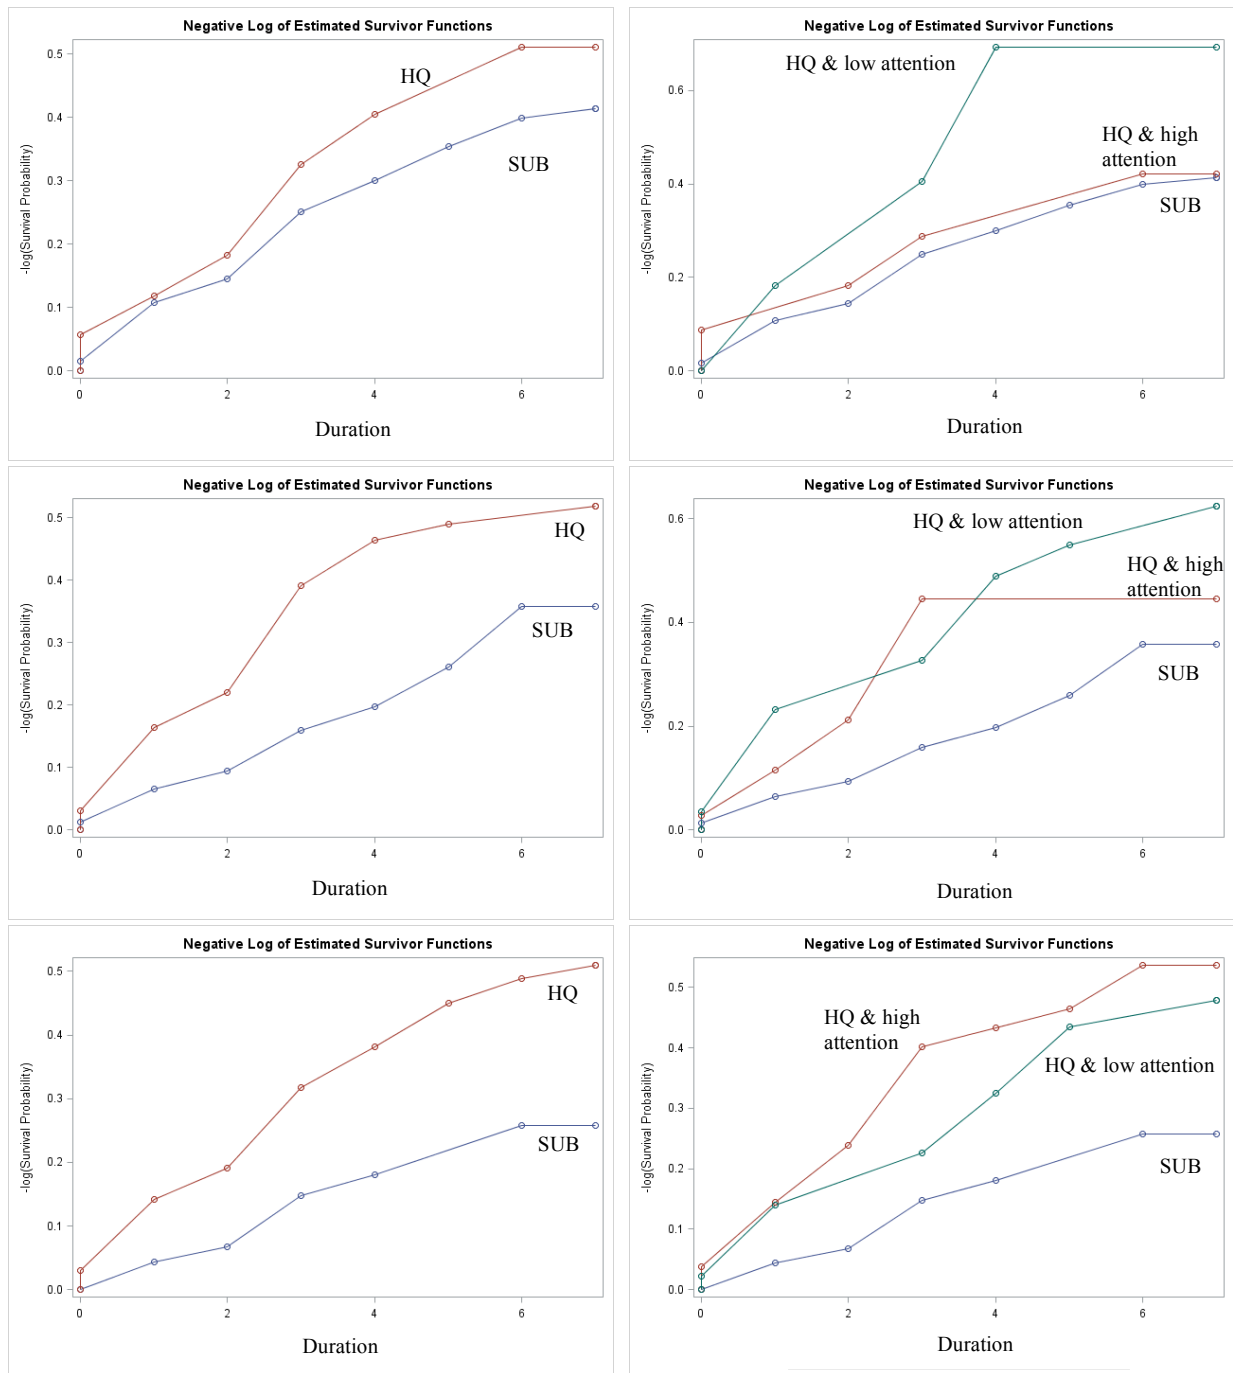 Negative Log of Estimated Survivor Functions
0.5
0.4
0.3
0.2
0.1
0.0
-log(Survival Probability)
HQ
SUB
0 2 4 6
Duration
Negative Log of Estimated Survivor Functions
0.6
0.4
0.2
0.0
-log(Survival Probability)
HQ & low attention
HQ & high
attention
SUB
0 2 4 6
Duration
Negative Log of Estimated Survivor Functions
0.5
0.4
0.3
0.2
0.1
0.0
-log(Survival Probability)
HQ
SUB
0 2 4 6
Duration
Negative Log of Estimated Survivor Functions
0.6
0.4
0.2
0.0
-log(Survival Probability)
HQ & low attention
HQ & high
attention
SUB
0 2 4 6
Duration
Negative Log of Estimated Survivor Functions
0.5
0.4
0.3
0.2
0.1
0.0
-log(Survival Probability)
HQ
SUB
0 2 4 6
Duration
Negative Log of Estimated Survivor Functions
0.5
0.4
0.3
0.2
0.1
0.0
-log(Survival Probability)
HQ & high
attention
HQ & low attention
SUB
0 2 4 6
Duration